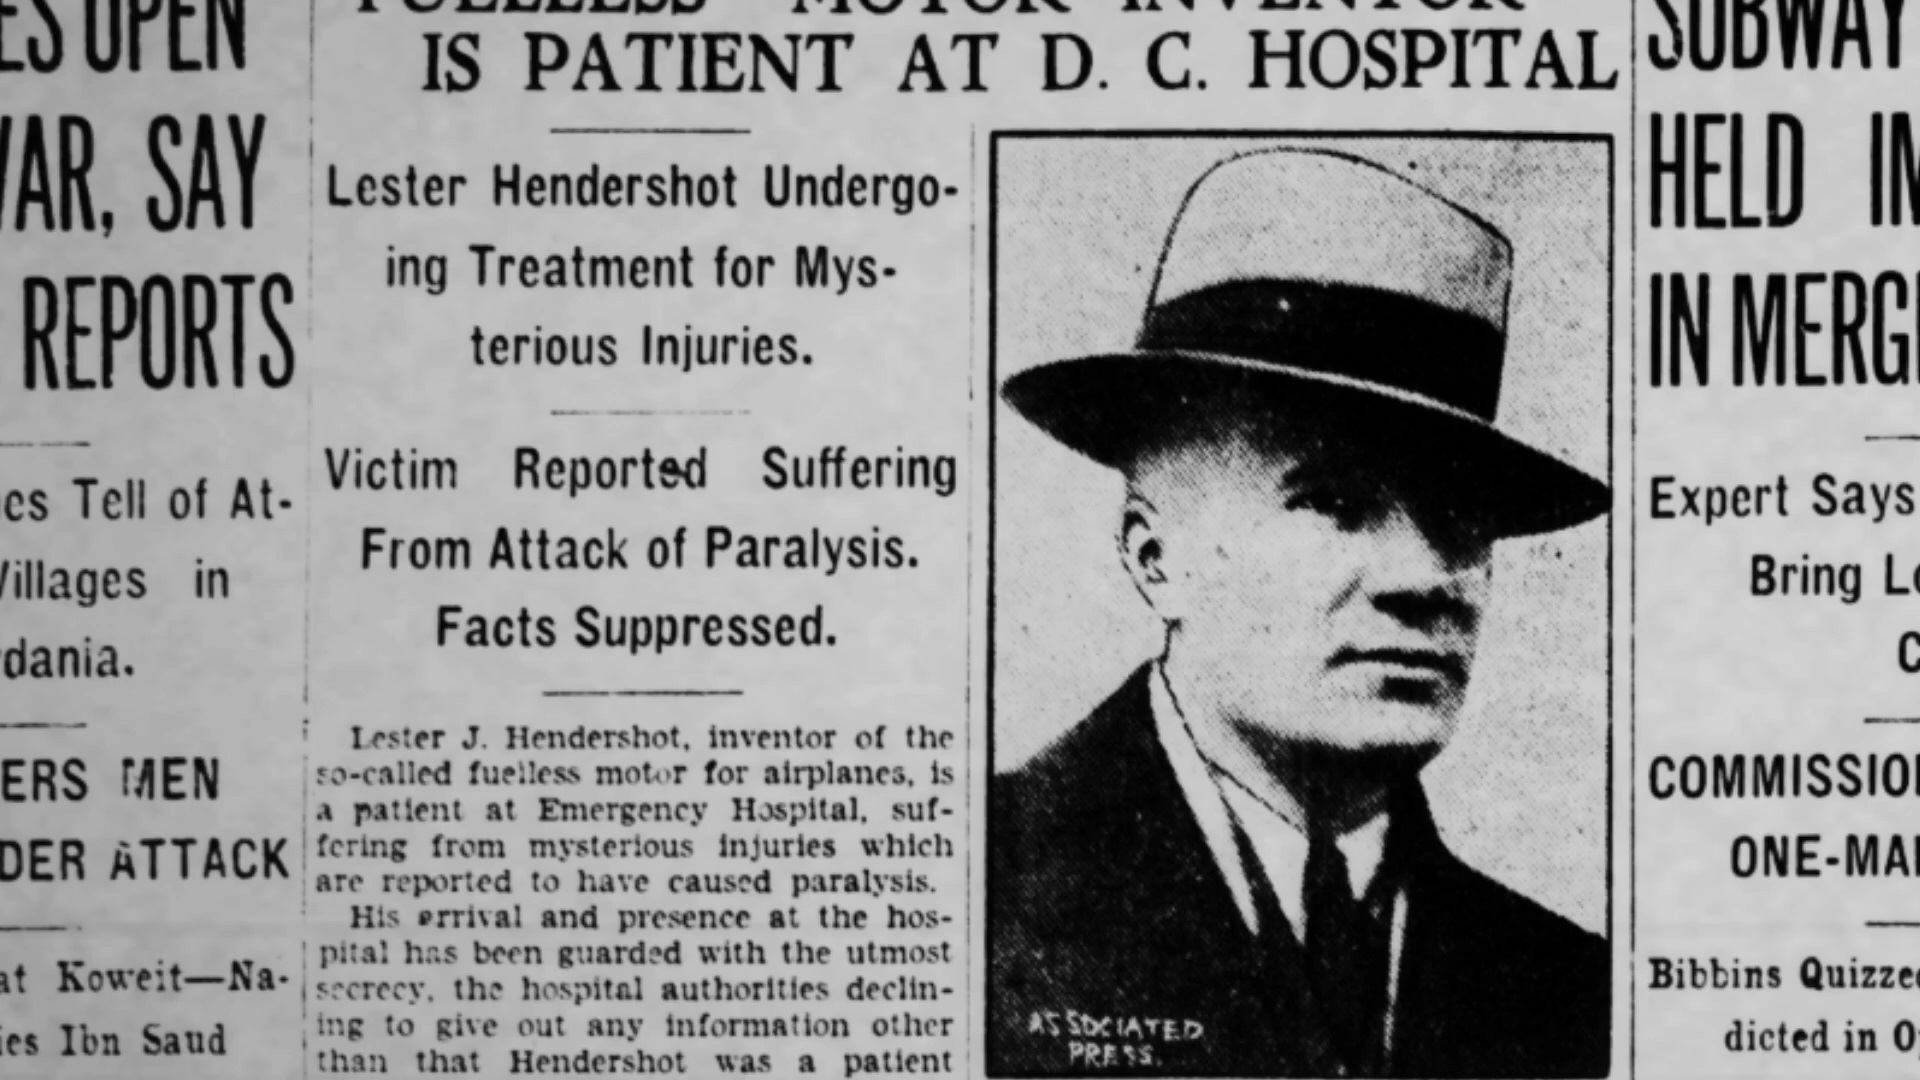 ES OPEN
WAR, SAY
REPORTS
Tell of At-
Villages in
dania.
ERS MEN
DER ATTACK
at Koweit—Na-
Ibn Saud
FUELLESS" MOTOR INVENTOR
IS PATIENT AT D. C. HOSPITAL
Lester Hendershot Undergo-
ing Treatment for Mys-
terious Injuries.
Victim Reported Suffering
From Attack of Paralysis.
Facts Suppressed.
Lester J. Hendershot, inventor of the
so-called fuelless motor for airplanes, is
a patient at Emergency Hospital, suf-
fering from mysterious injuries which
are reported to have caused paralysis.
His arrival and presence at the hos-
pital has been guarded with the utmost
secrecy, the hospital authorities declin-
ing to give out any information other
than that Hendershot was a patient
ASSOCIATED
PRESS.
SUBWAY
HELD
IN MERG
Expert Says
Bring
COMMISSIO
ONE-MA
Bibbins Quizzed
dicted in